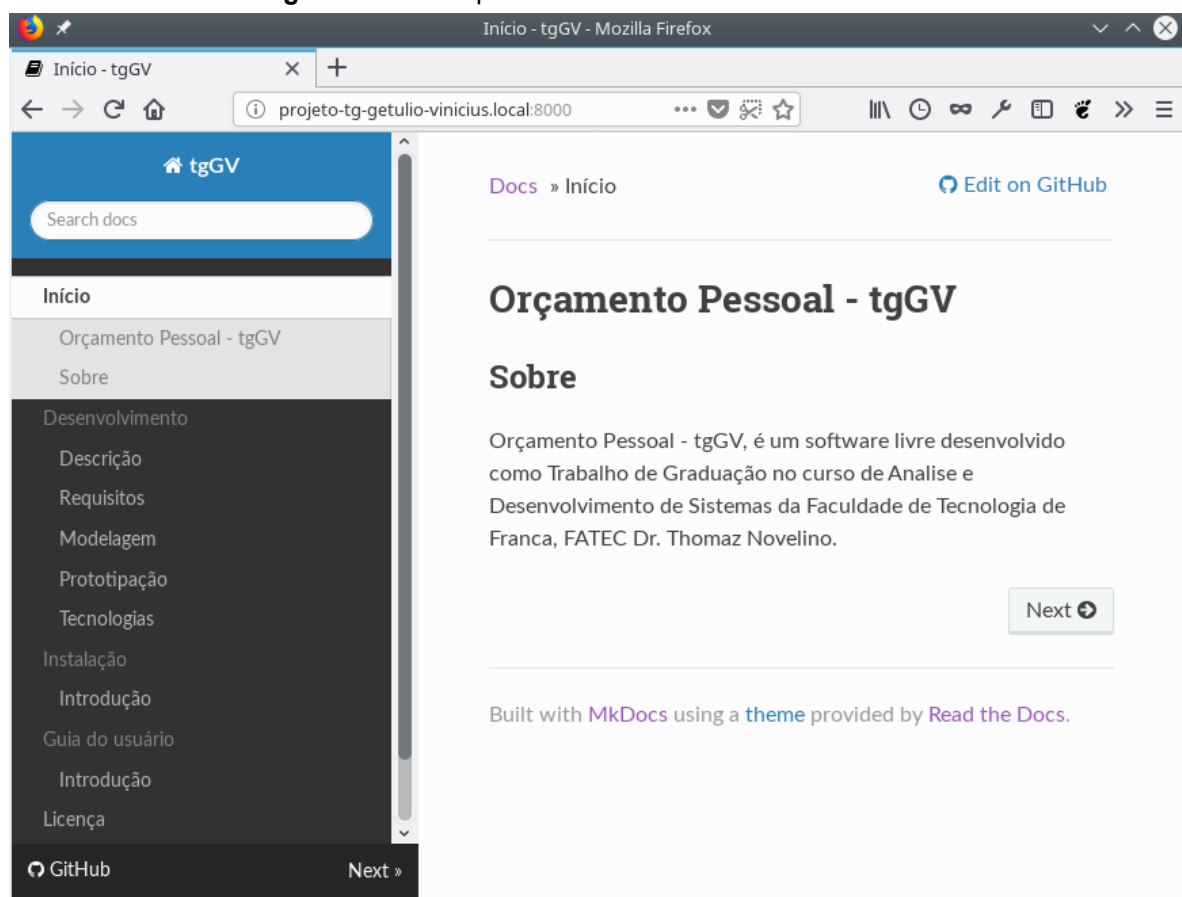 Início - tgGV - Mozilla Firefox
Início - tgGV
projeto-tg-getulio-vinicius.local:8000
tgGV
Search docs
Início
Orçamento Pessoal - tgGV
Sobre
Desenvolvimento
Descrição
Requisitos
Modelagem
Prototipação
Tecnologias
Instalação
Introdução
Guia do usuário
Introdução
Licença
GitHub
Next »
Docs » Início
Edit on GitHub
Orçamento Pessoal - tgGV
Sobre
Orçamento Pessoal - tgGV, é um software livre desenvolvido
como Trabalho de Graduação no curso de Analise e
Desenvolvimento de Sistemas da Faculdade de Tecnologia de
Franca, FATEC Dr. Thomaz Novelino.
Next
Built with MkDocs using a theme provided by Read the Docs.